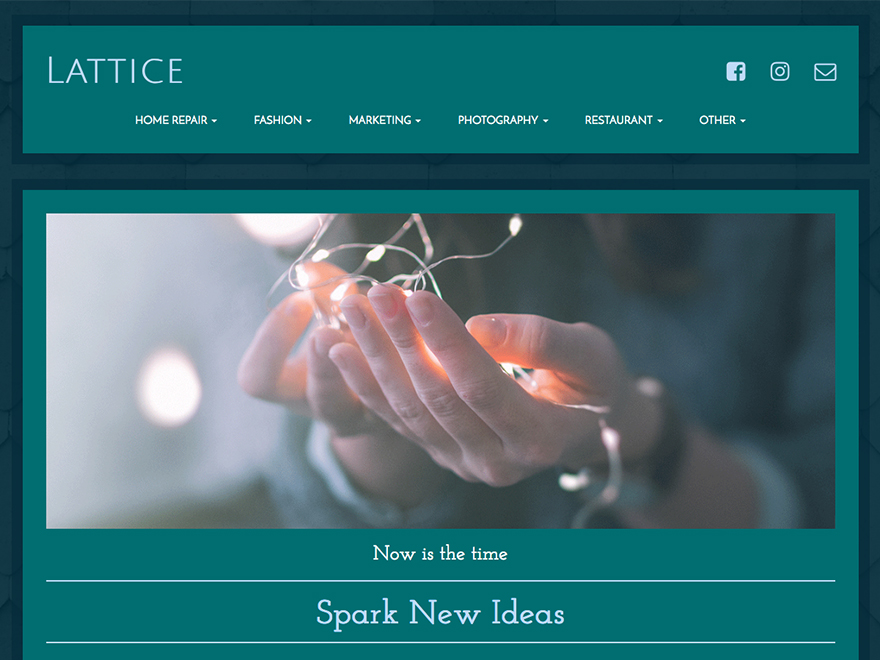 LATTICE
HOME REPAIR FASHION MARKETING PHOTOGRAPHY RESTAURANT OTHER
Now is the time
Spark New Ideas